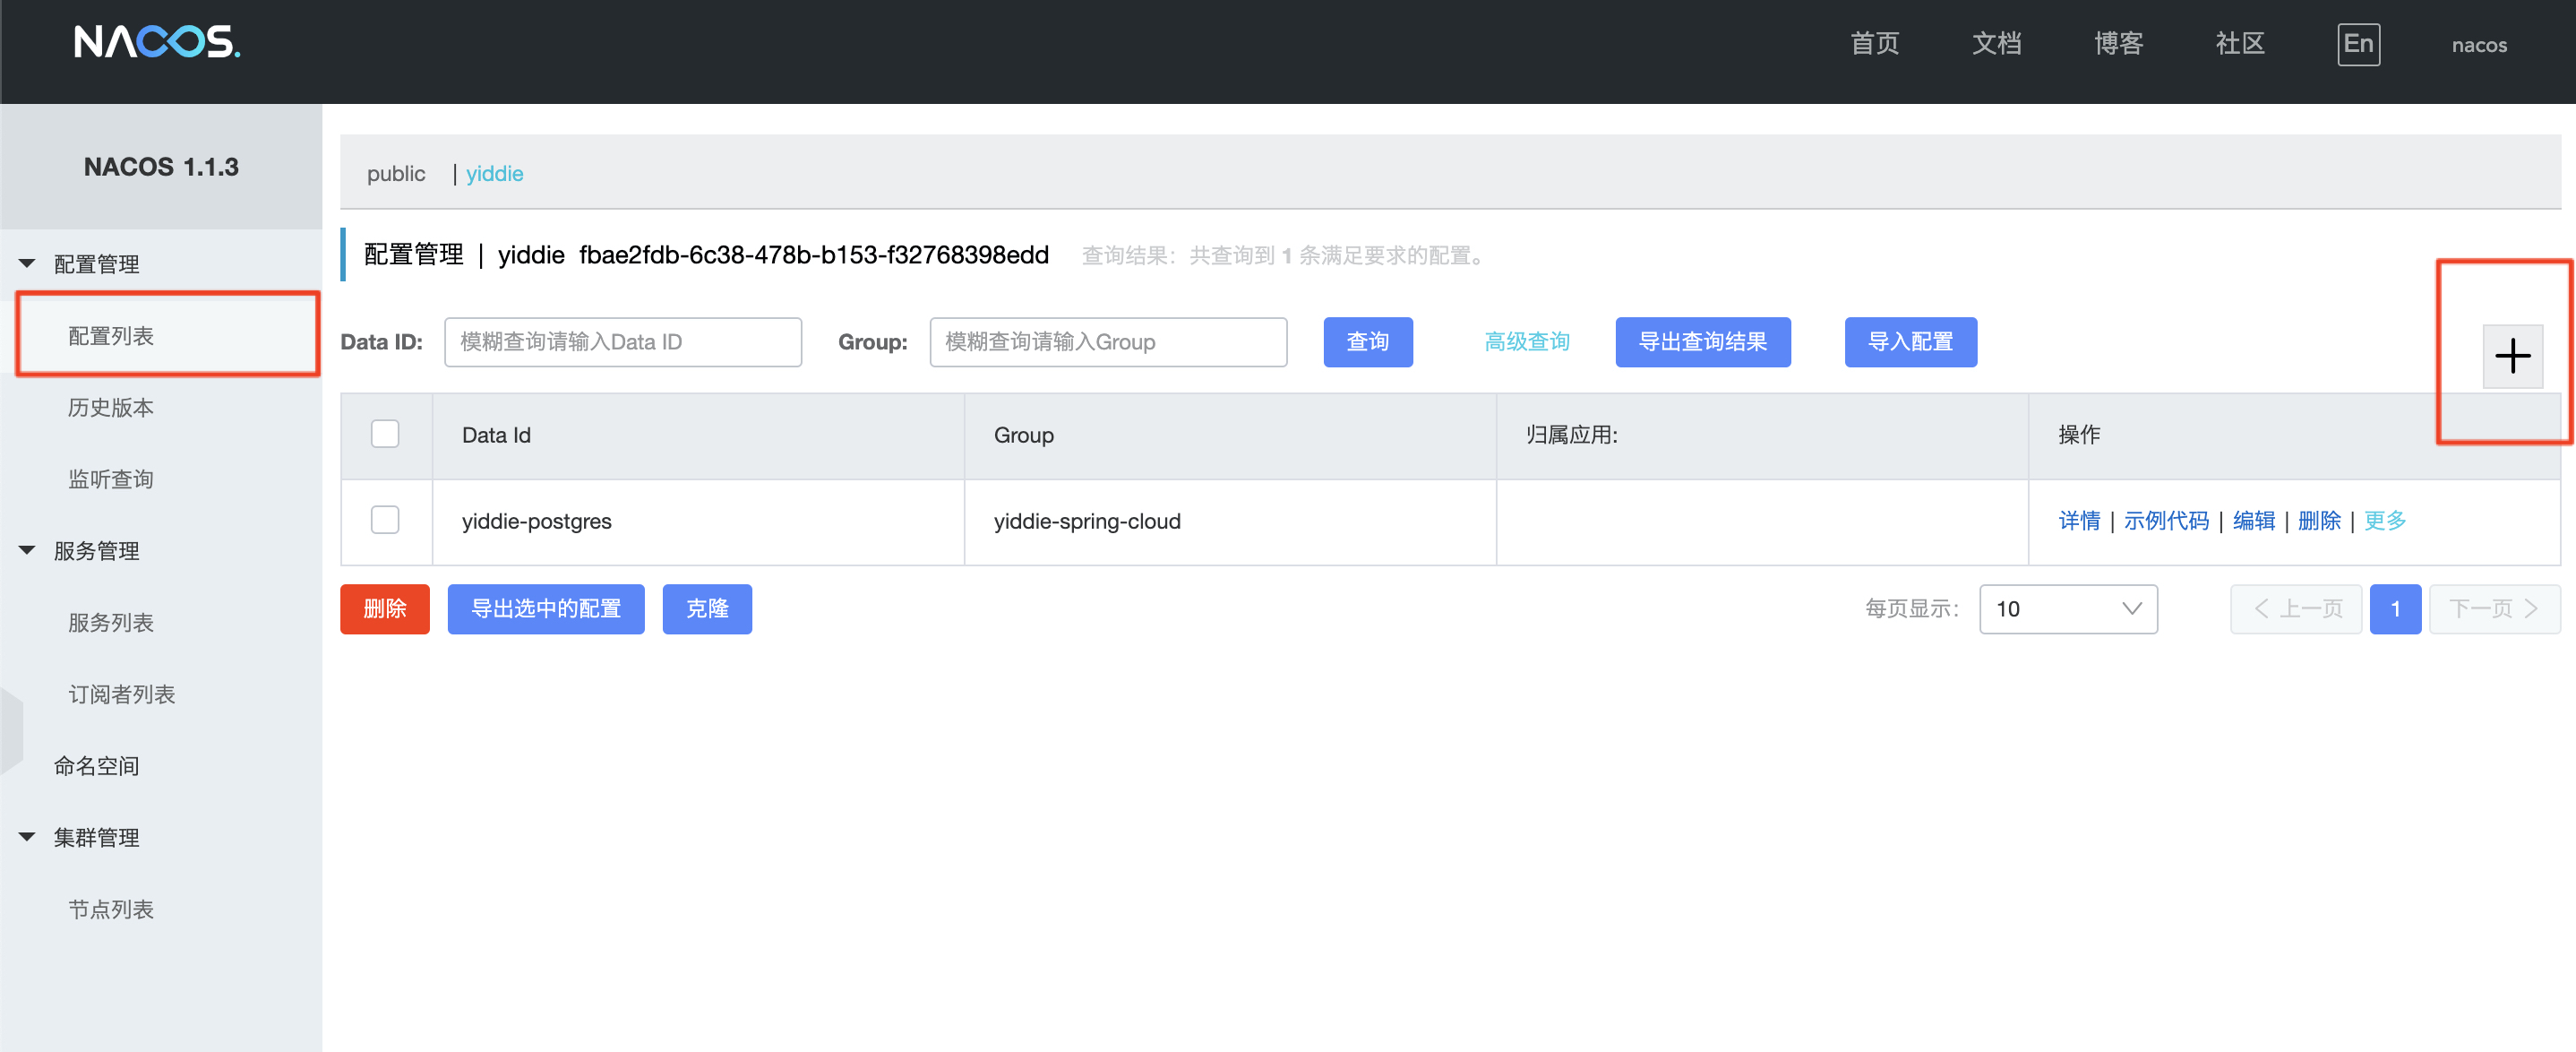 NACOS.
首页 文档 博客 社区 En nacos
NACOS 1.1.3
配置管理
配置列表
历史版本
监听查询
服务管理
服务列表
订阅者列表
命名空间
集群管理
节点列表
public | yiddie
配置管理 | yiddie fbae2fdb-6c38-478b-b153-f32768398edd 查询结果：共查询到 1 条满足要求的配置。
Data ID: 模糊查询请输入Data ID Group: 模糊查询请输入Group 查询 高级查询 导出查询结果 导入配置 +
Data Id Group 归属应用: 操作
yiddie-postgres yiddie-spring-cloud 详情 | 示例代码 | 编辑 | 删除 | 更多
删除 导出选中的配置 克隆 每页显示： 10 上一页 1 下一页